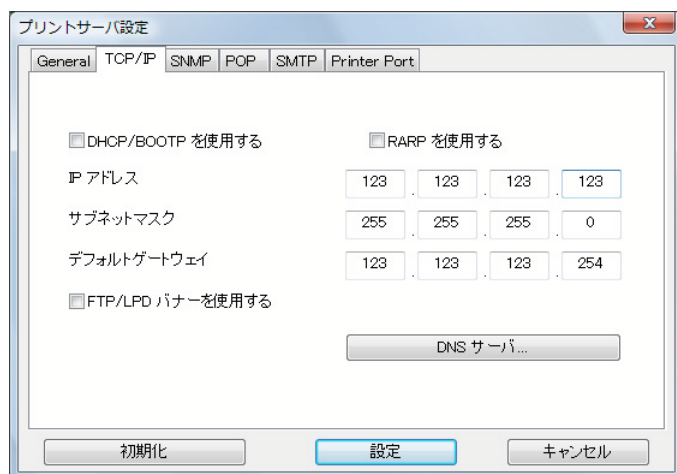 プリントサーバ設定
General TCP/IP SNMP POP SMTP Printer Port
DHCP/BOOTP を使用する RARP を使用する
IP アドレス 123 . 123 . 123 . 123
サブネットマスク 255 . 255 . 255 . 0
デフォルトゲートウェイ 123 . 123 . 123 . 254
FTP/LPD バナーを使用する
DNS サーバ...
初期化 設定 キャンセル